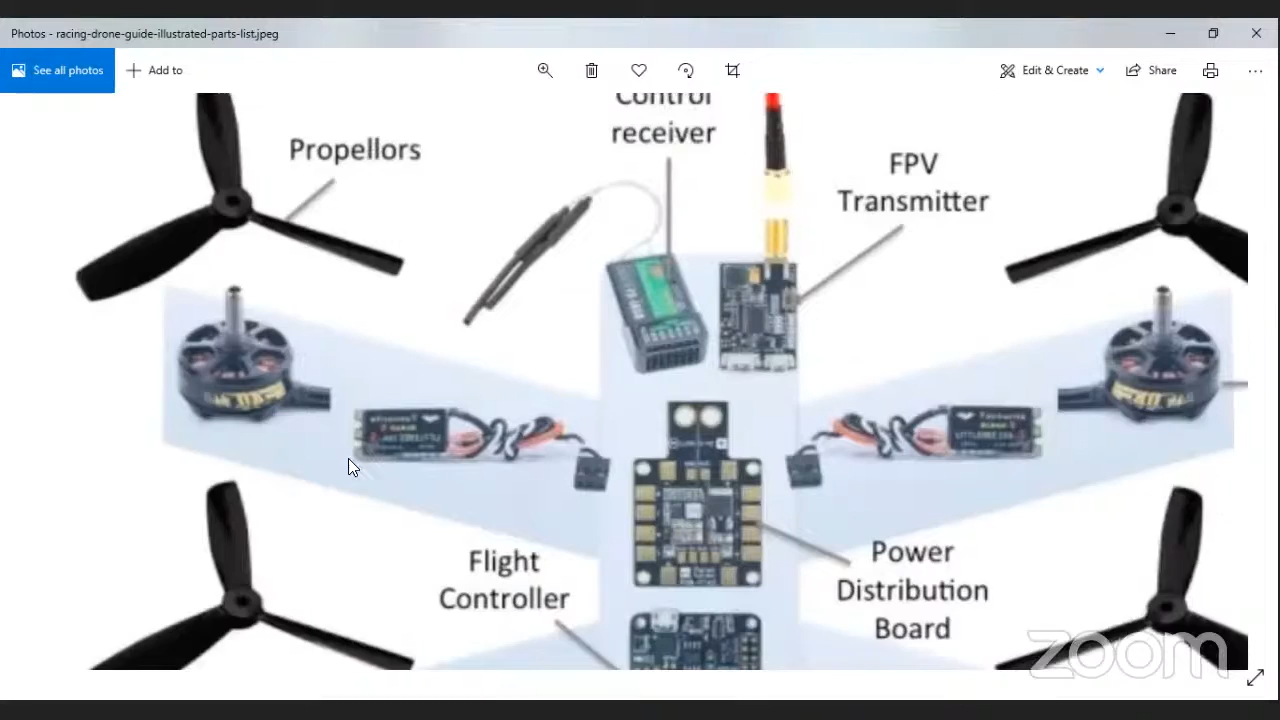 Photos - racing-drone-guide-illustrated-parts-list.jpeg
See all photos
Add to
Edit & Create
Share
Control
receiver
Propellors
FPV
Transmitter
Flight
Controller
Power
Distribution
Board
zoom